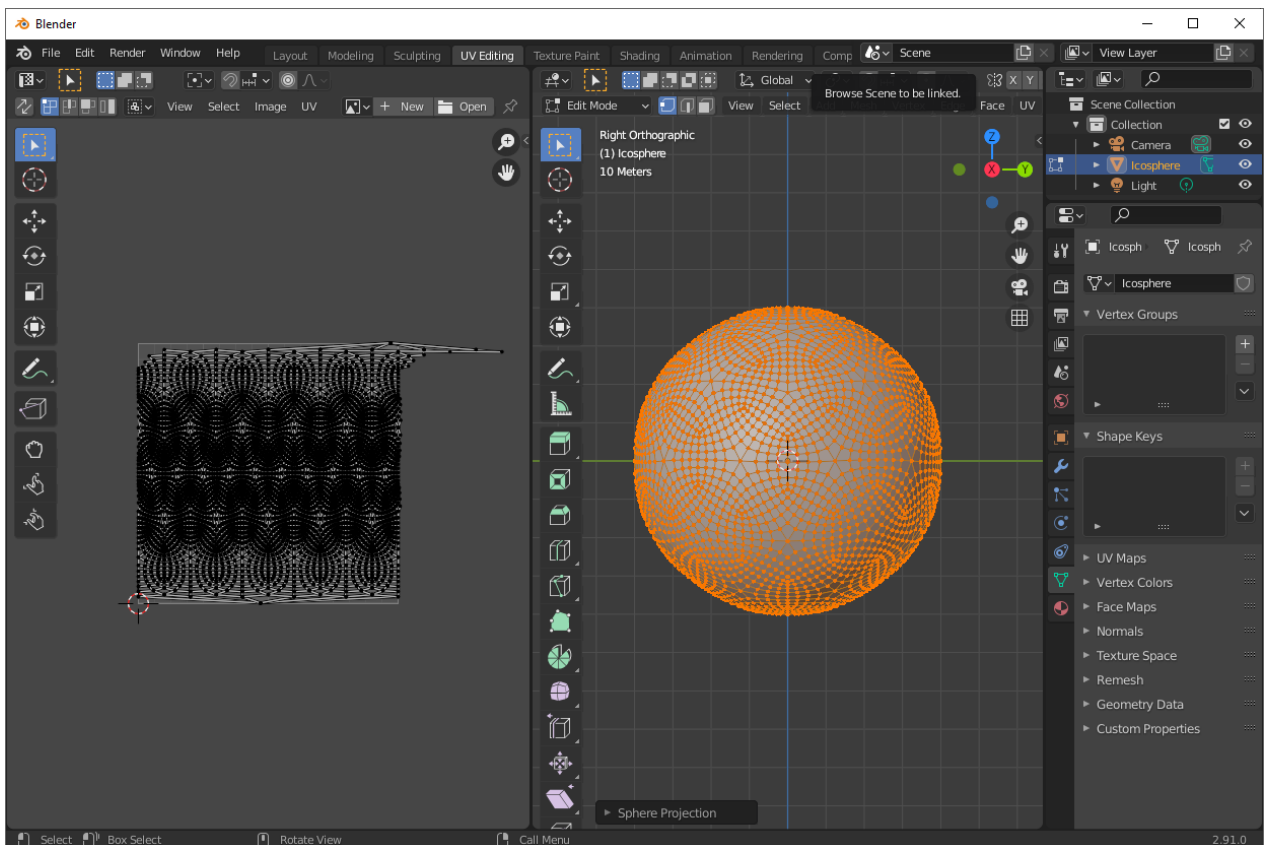 Blender
File Edit Render Window Help Layout Modeling Sculpting UV Editing Texture Paint Shading Animation Rendering Comp Scene View Layer
Global X Y
View Select Image UV New Open Edit Mode View Select Face UV
Browse Scene to be linked.
Scene Collection
Collection
Camera
Icosphere
Light
Right Orthographic
(1) Icosphere
10 Meters
Z
X Y
Icosph Icosph
Icosphere
Vertex Groups
Shape Keys
UV Maps
Vertex Colors
Face Maps
Normals
Texture Space
Remesh
Geometry Data
Custom Properties
Sphere Projection
Select Box Select Rotate View Call Menu 2.91.0